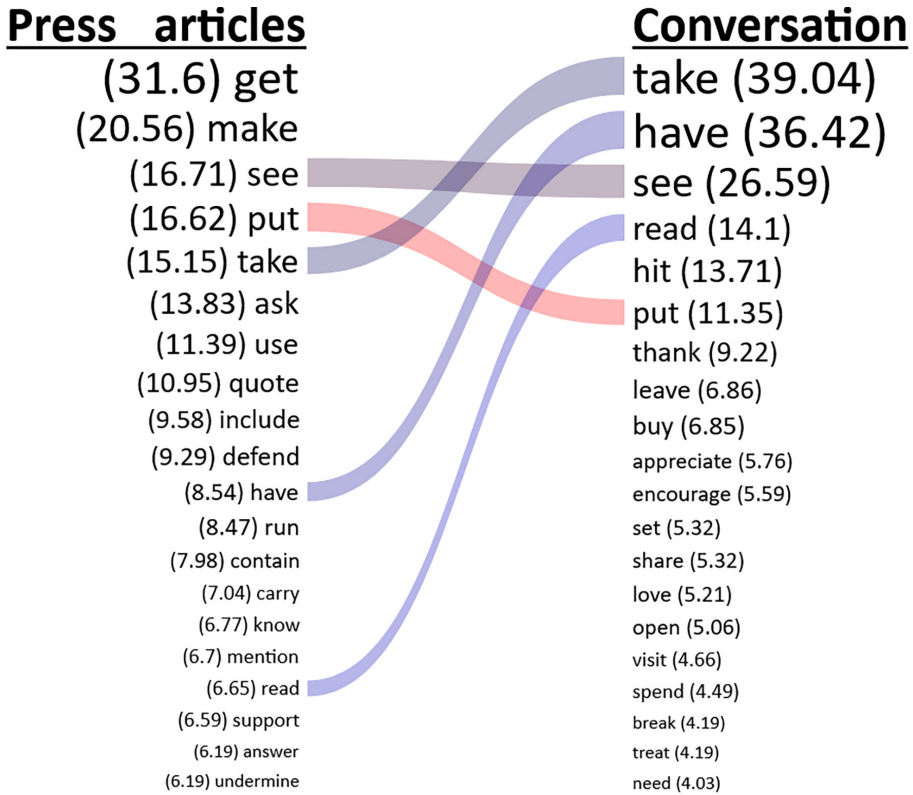 Press articles
(31.6) get
(20.56) make
(16.71) see
(16.62) put
(15.15) take
(13.83) ask
(11.39) use
(10.95) quote
(9.58) include
(9.29) defend
(8.54) have
(8.47) run
(7.98) contain
(7.04) carry
(6.77) know
(6.7) mention
(6.65) read
(6.59) support
(6.19) answer
(6.19) undermine
Conversation
take (39.04)
have (36.42)
see (26.59)
read (14.1)
hit (13.71)
put (11.35)
thank (9.22)
leave (6.86)
buy (6.85)
appreciate (5.76)
encourage (5.59)
set (5.32)
share (5.32)
love (5.21)
open (5.06)
visit (4.66)
spend (4.49)
break (4.19)
treat (4.19)
need (4.03)